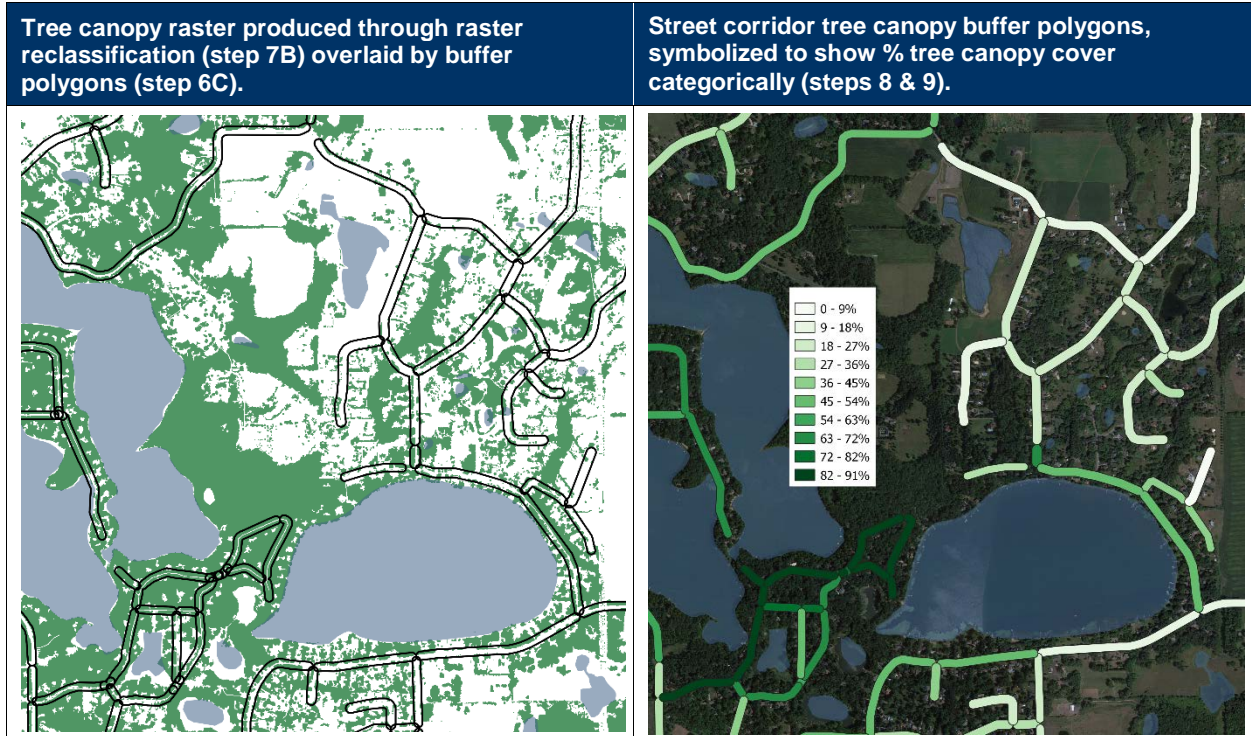 Tree canopy raster produced through raster
reclassification (step 7B) overlaid by buffer
polygons (step 6C).
Street corridor tree canopy buffer polygons,
symbolized to show % tree canopy cover
categorically (steps 8 & 9).
0 - 9%
9 - 18%
18 - 27%
27 - 36%
36 - 45%
45 - 54%
54 - 63%
63 - 72%
72 - 82%
82 - 91%